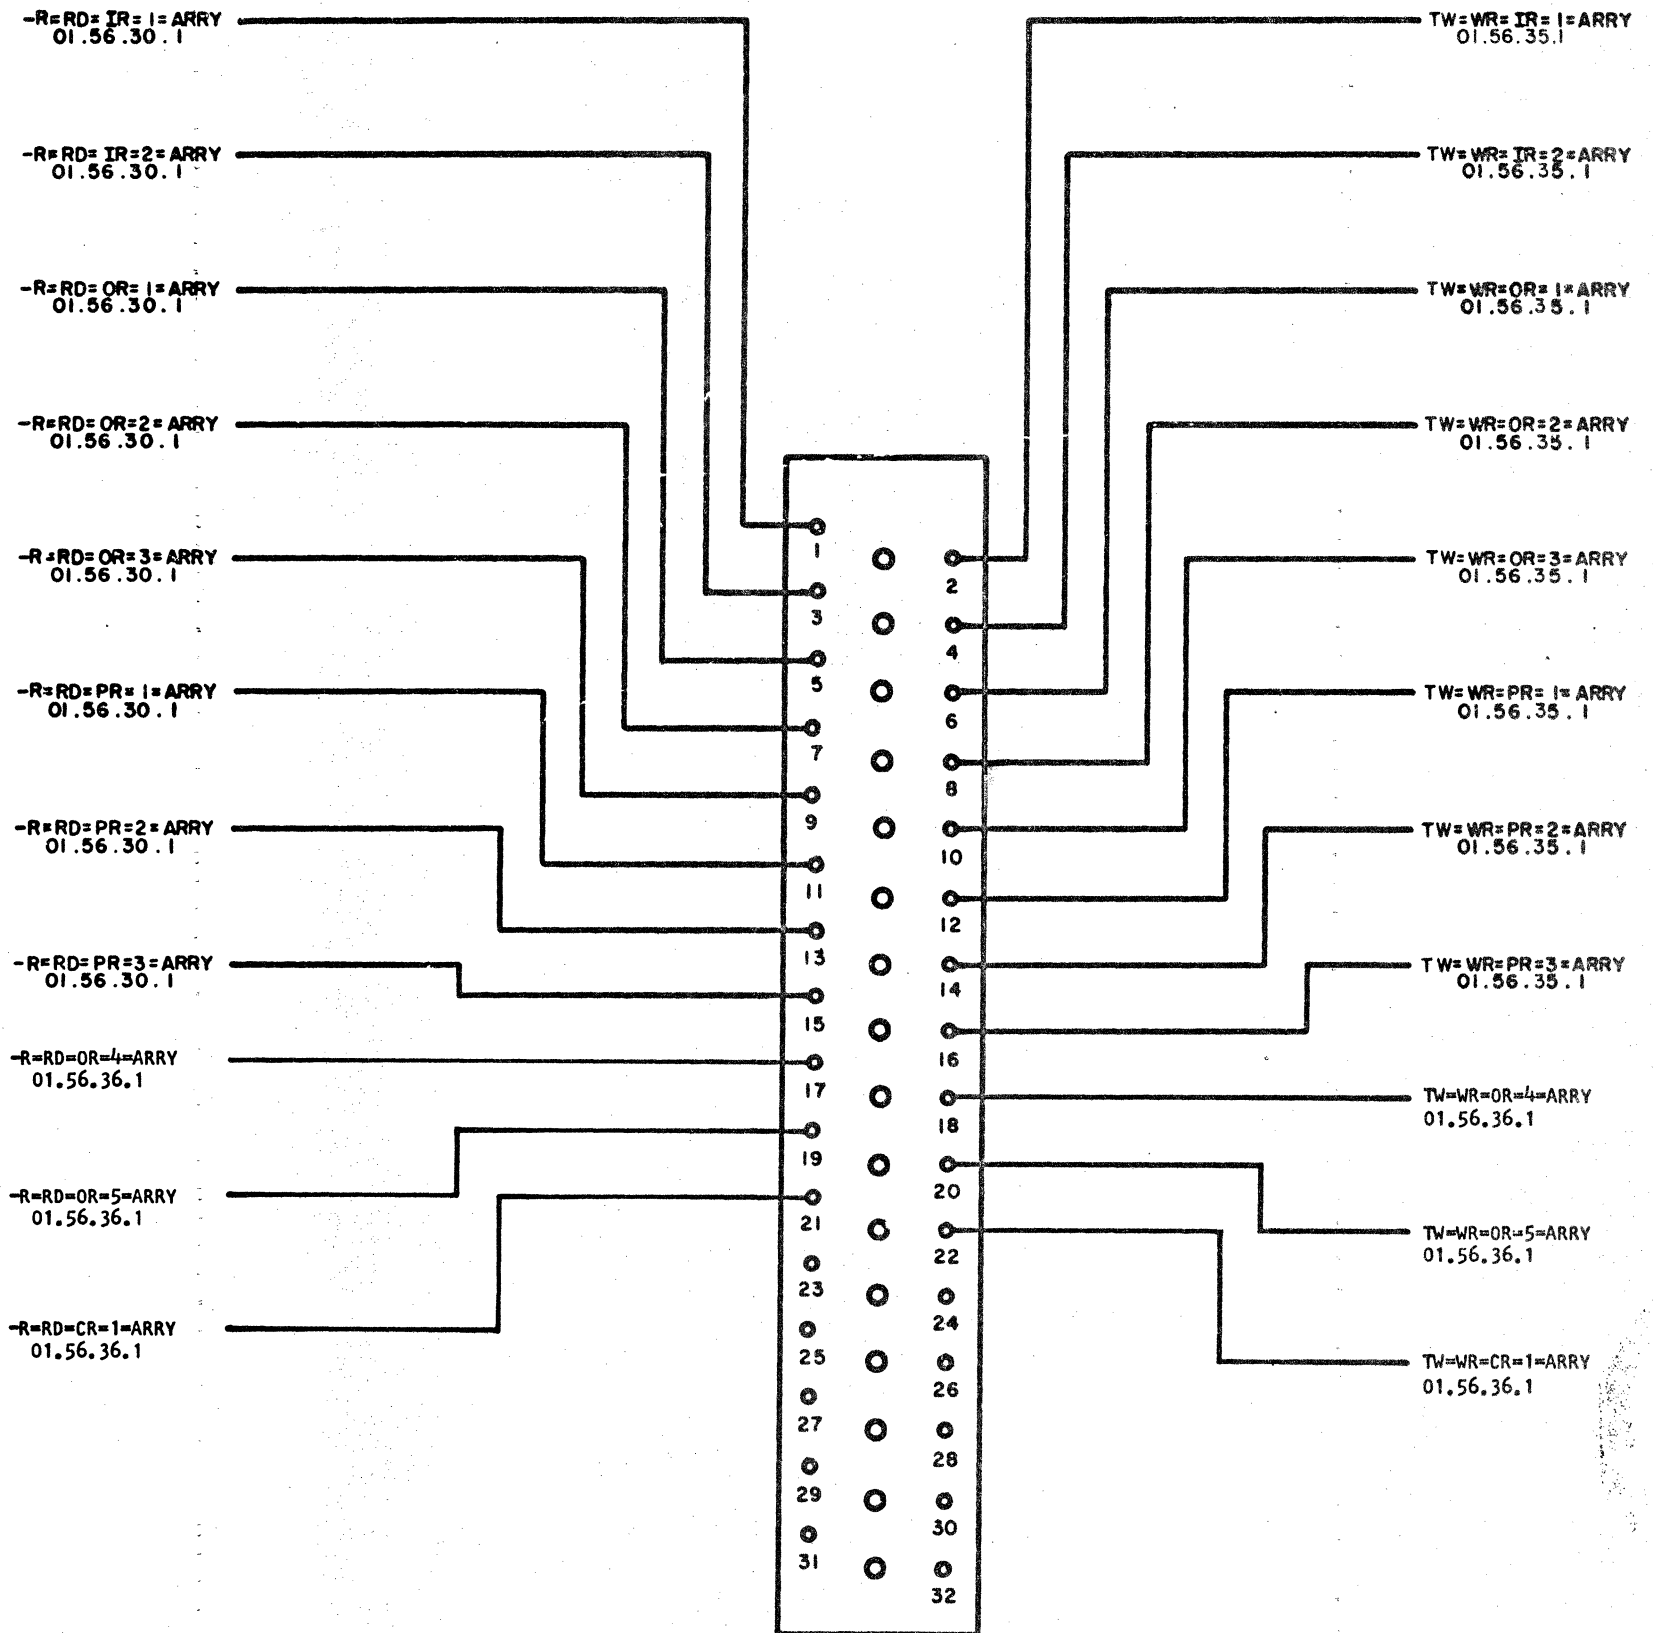 -R=RD=IR=1=ARRY
01.56.30.1
-R=RD=IR=2=ARRY
01.56.30.1
-R=RD=OR=1=ARRY
01.56.30.1
-R=RD=OR=2=ARRY
01.56.30.1
-R=RD=OR=3=ARRY
01.56.30.1
-R=RD=PR=1=ARRY
01.56.30.1
-R=RD=PR=2=ARRY
01.56.30.1
-R=RD=PR=3=ARRY
01.56.30.1
-R=RD=OR=4=ARRY
01.56.36.1
-R=RD=OR=5=ARRY
01.56.36.1
-R=RD=CR=1=ARRY
01.56.36.1
1
2
3
4
5
6
7
8
9
10
11
12
13
14
15
16
17
18
19
20
21
22
23
24
25
26
27
28
29
30
31
32
TW=WR=IR=1=ARRY
01.56.35.1
TW=WR=IR=2=ARRY
01.56.35.1
TW=WR=OR=1=ARRY
01.56.35.1
TW=WR=OR=2=ARRY
01.56.35.1
TW=WR=OR=3=ARRY
01.56.35.1
TW=WR=PR=1=ARRY
01.56.35.1
TW=WR=PR=2=ARRY
01.56.35.1
TW=WR=PR=3=ARRY
01.56.35.1
TW=WR=OR=4=ARRY
01.56.36.1
TW=WR=OR=5=ARRY
01.56.36.1
TW=WR=CR=1=ARRY
01.56.36.1